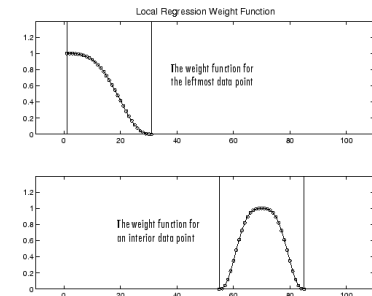 Local Regression Weight Function
1.2
1
0.8
0.6
0.4
0.2
0
The weight function for
the leftmost data point
0 20 40 60 80 100
1.2
1
0.8
0.6
0.4
0.2
0
The weight function for
an interior data point
0 20 40 60 80 100